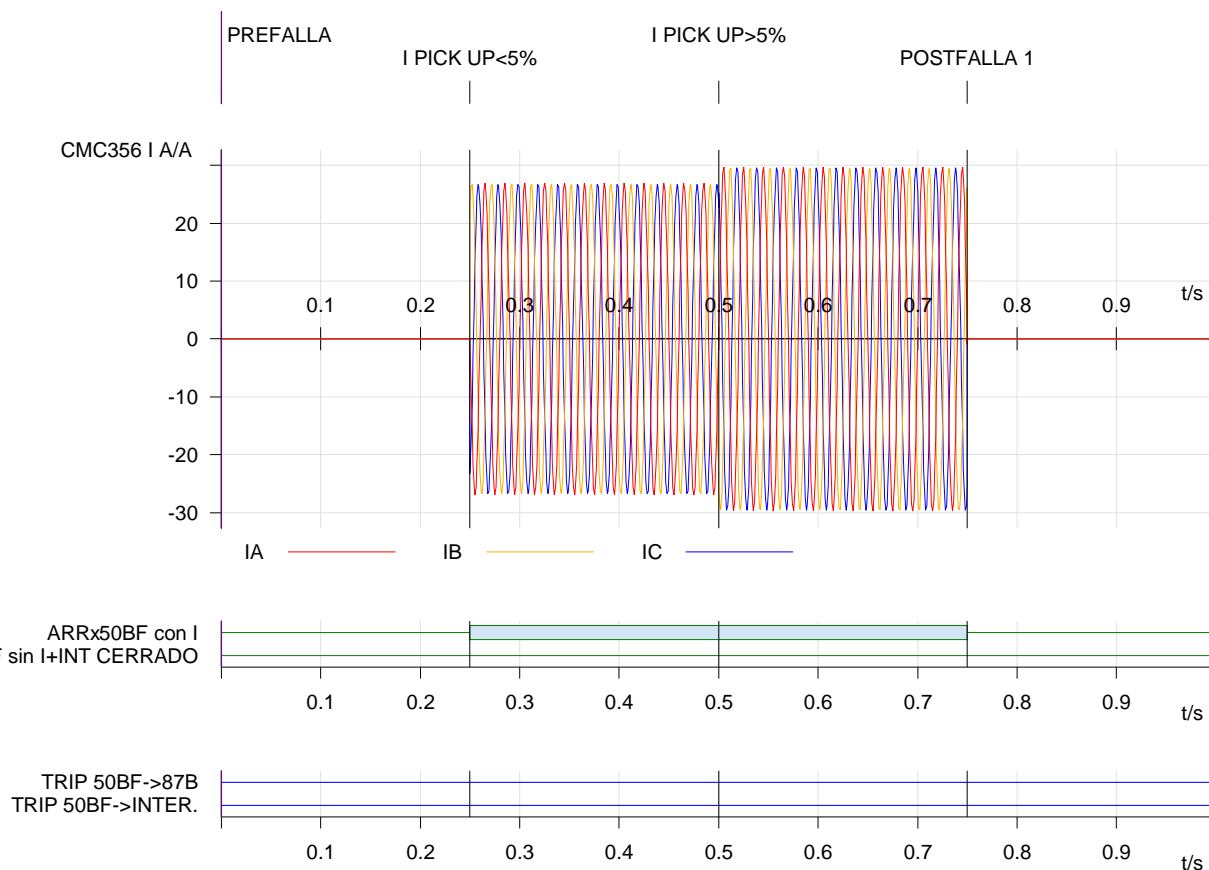 PREFALLA
I PICK UP>5%
I PICK UP<5%
POSTFALLA 1
CMC356 I A/A
20
10
0.1 0.2 0.3 0.4 0.5 0.6 0.7 0.8 0.9 t/s
0
-10
-20
-30
IA IB IC
ARRx50BF con I
F sin I+INT CERRADO
0.1 0.2 0.3 0.4 0.5 0.6 0.7 0.8 0.9 t/s
TRIP 50BF->87B
TRIP 50BF->INTER.
0.1 0.2 0.3 0.4 0.5 0.6 0.7 0.8 0.9 t/s